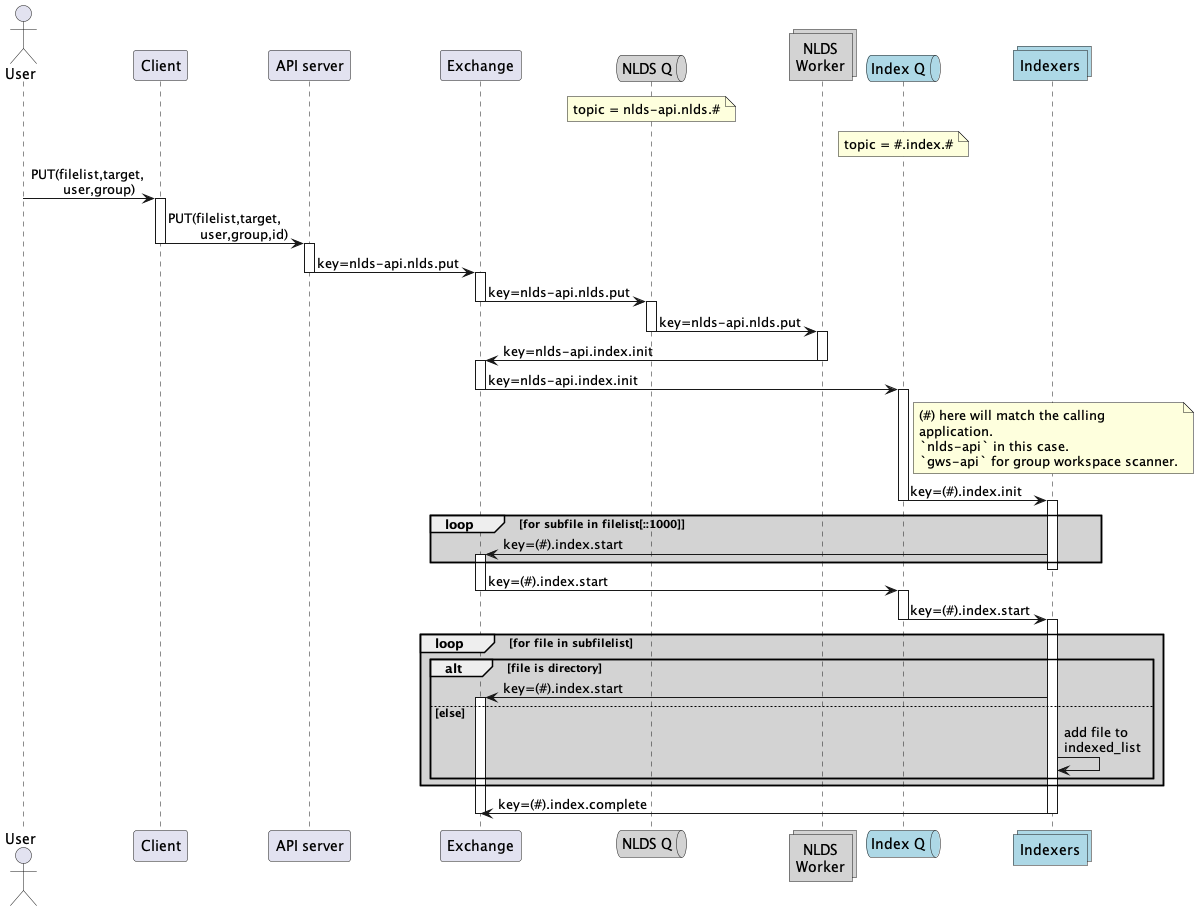 User
Client
API server
Exchange
NLDS Q
NLDS
Worker
Index Q
Indexers
topic = nlds-api.nlds.#
topic = #.index.#
PUT(filelist,target,
user,group)
PUT(filelist,target,
user,group,id)
key=nlds-api.nlds.put
key=nlds-api.nlds.put
key=nlds-api.nlds.put
key=nlds-api.index.init
key=nlds-api.index.init
(#) here will match the calling
application.
`nlds-api` in this case.
`gws-api` for group workspace scanner.
key=(#).index.init
loop
[for subfile in filelist[::1000]]
key=(#).index.start
key=(#).index.start
key=(#).index.start
loop
[for file in subfilelist]
alt
[file is directory]
key=(#).index.start
[else]
add file to
indexed_list
key=(#).index.complete
User
Client
API server
Exchange
NLDS Q
NLDS
Worker
Index Q
Indexers